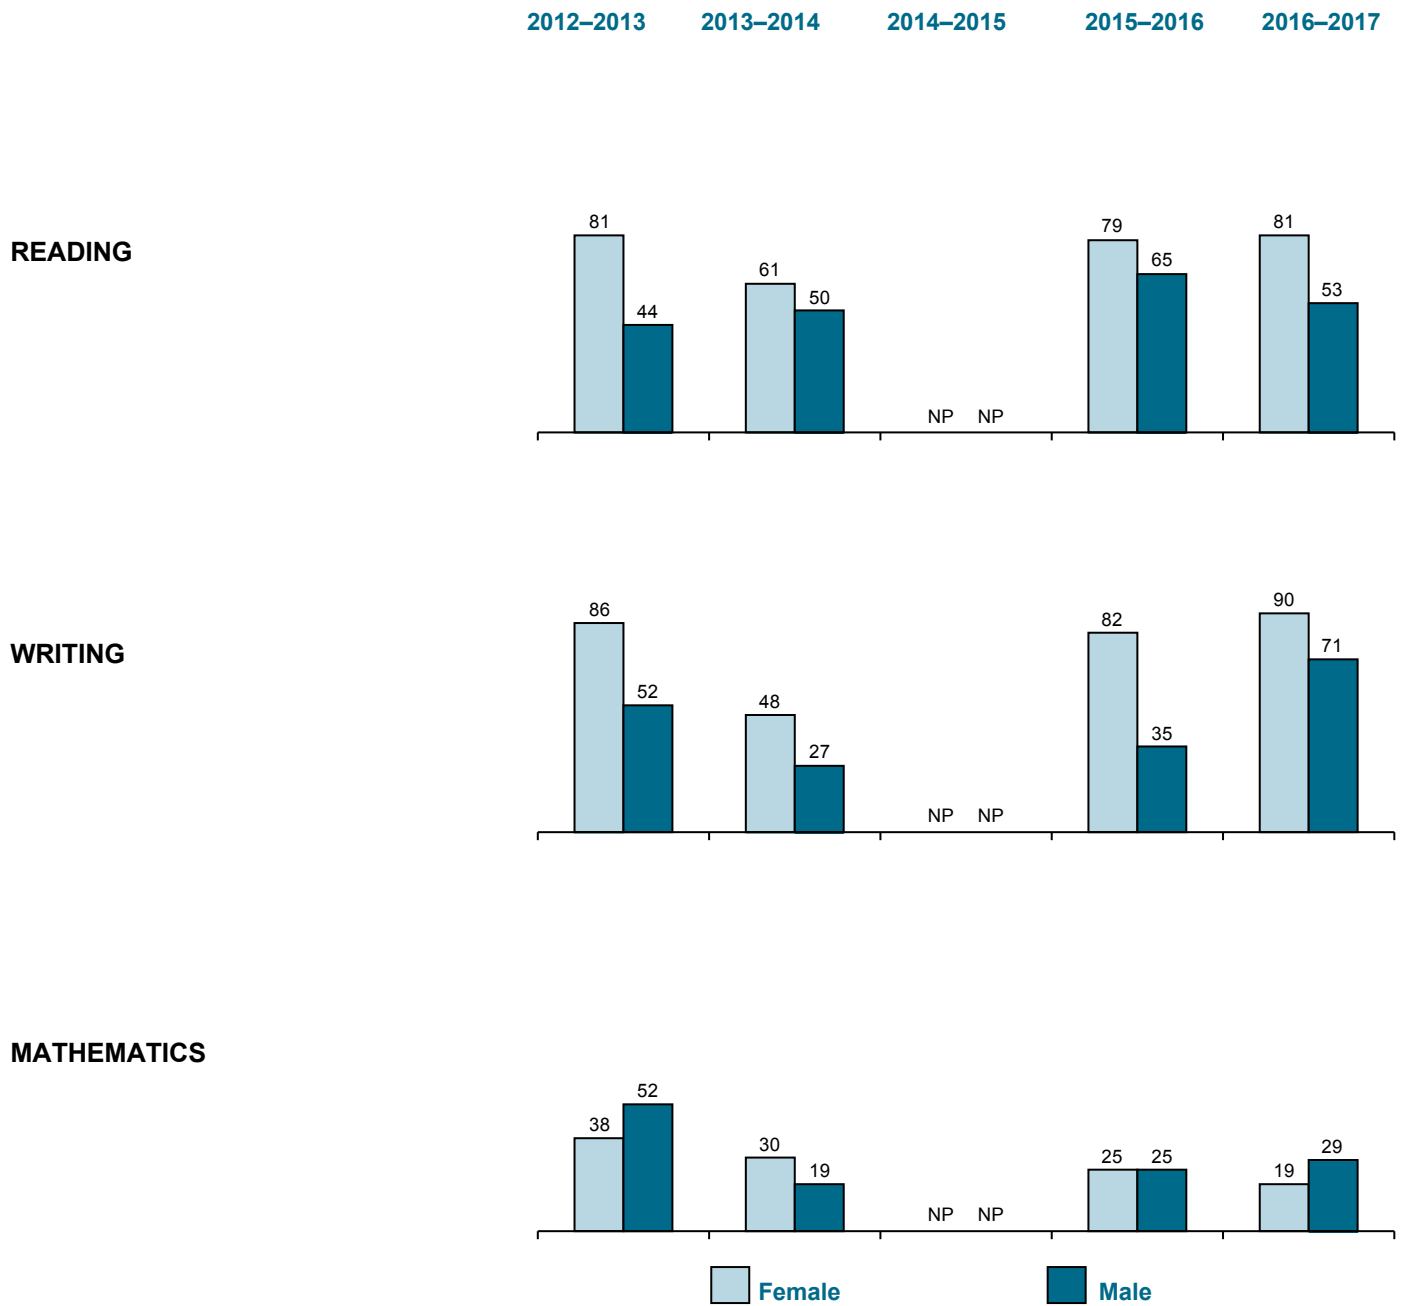 2012–2013 2013–2014 2014–2015 2015–2016 2016–2017
READING
81 44 61 50 NP NP 79 65 81 53
WRITING
86 52 48 27 NP NP 82 35 90 71
MATHEMATICS
38 52 30 19 NP NP 25 25 19 29
Female Male